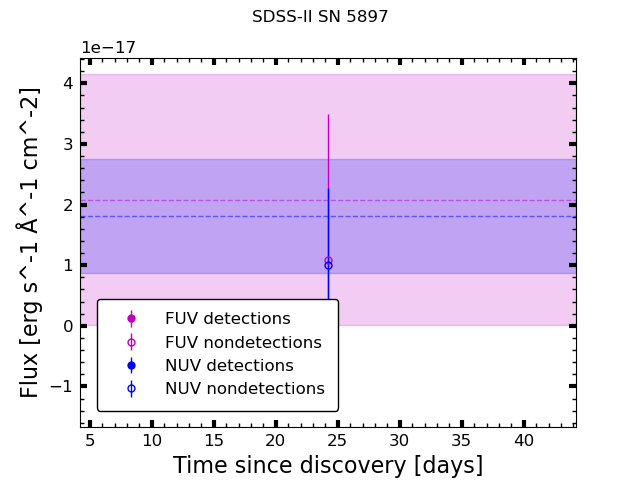 SDSS-II SN 5897
1e−17
4
3
2
1
0
−1
Flux [erg s^-1 Å^-1 cm^-2]
FUV detections
FUV nondetections
NUV detections
NUV nondetections
5 10 15 20 25 30 35 40
Time since discovery [days]